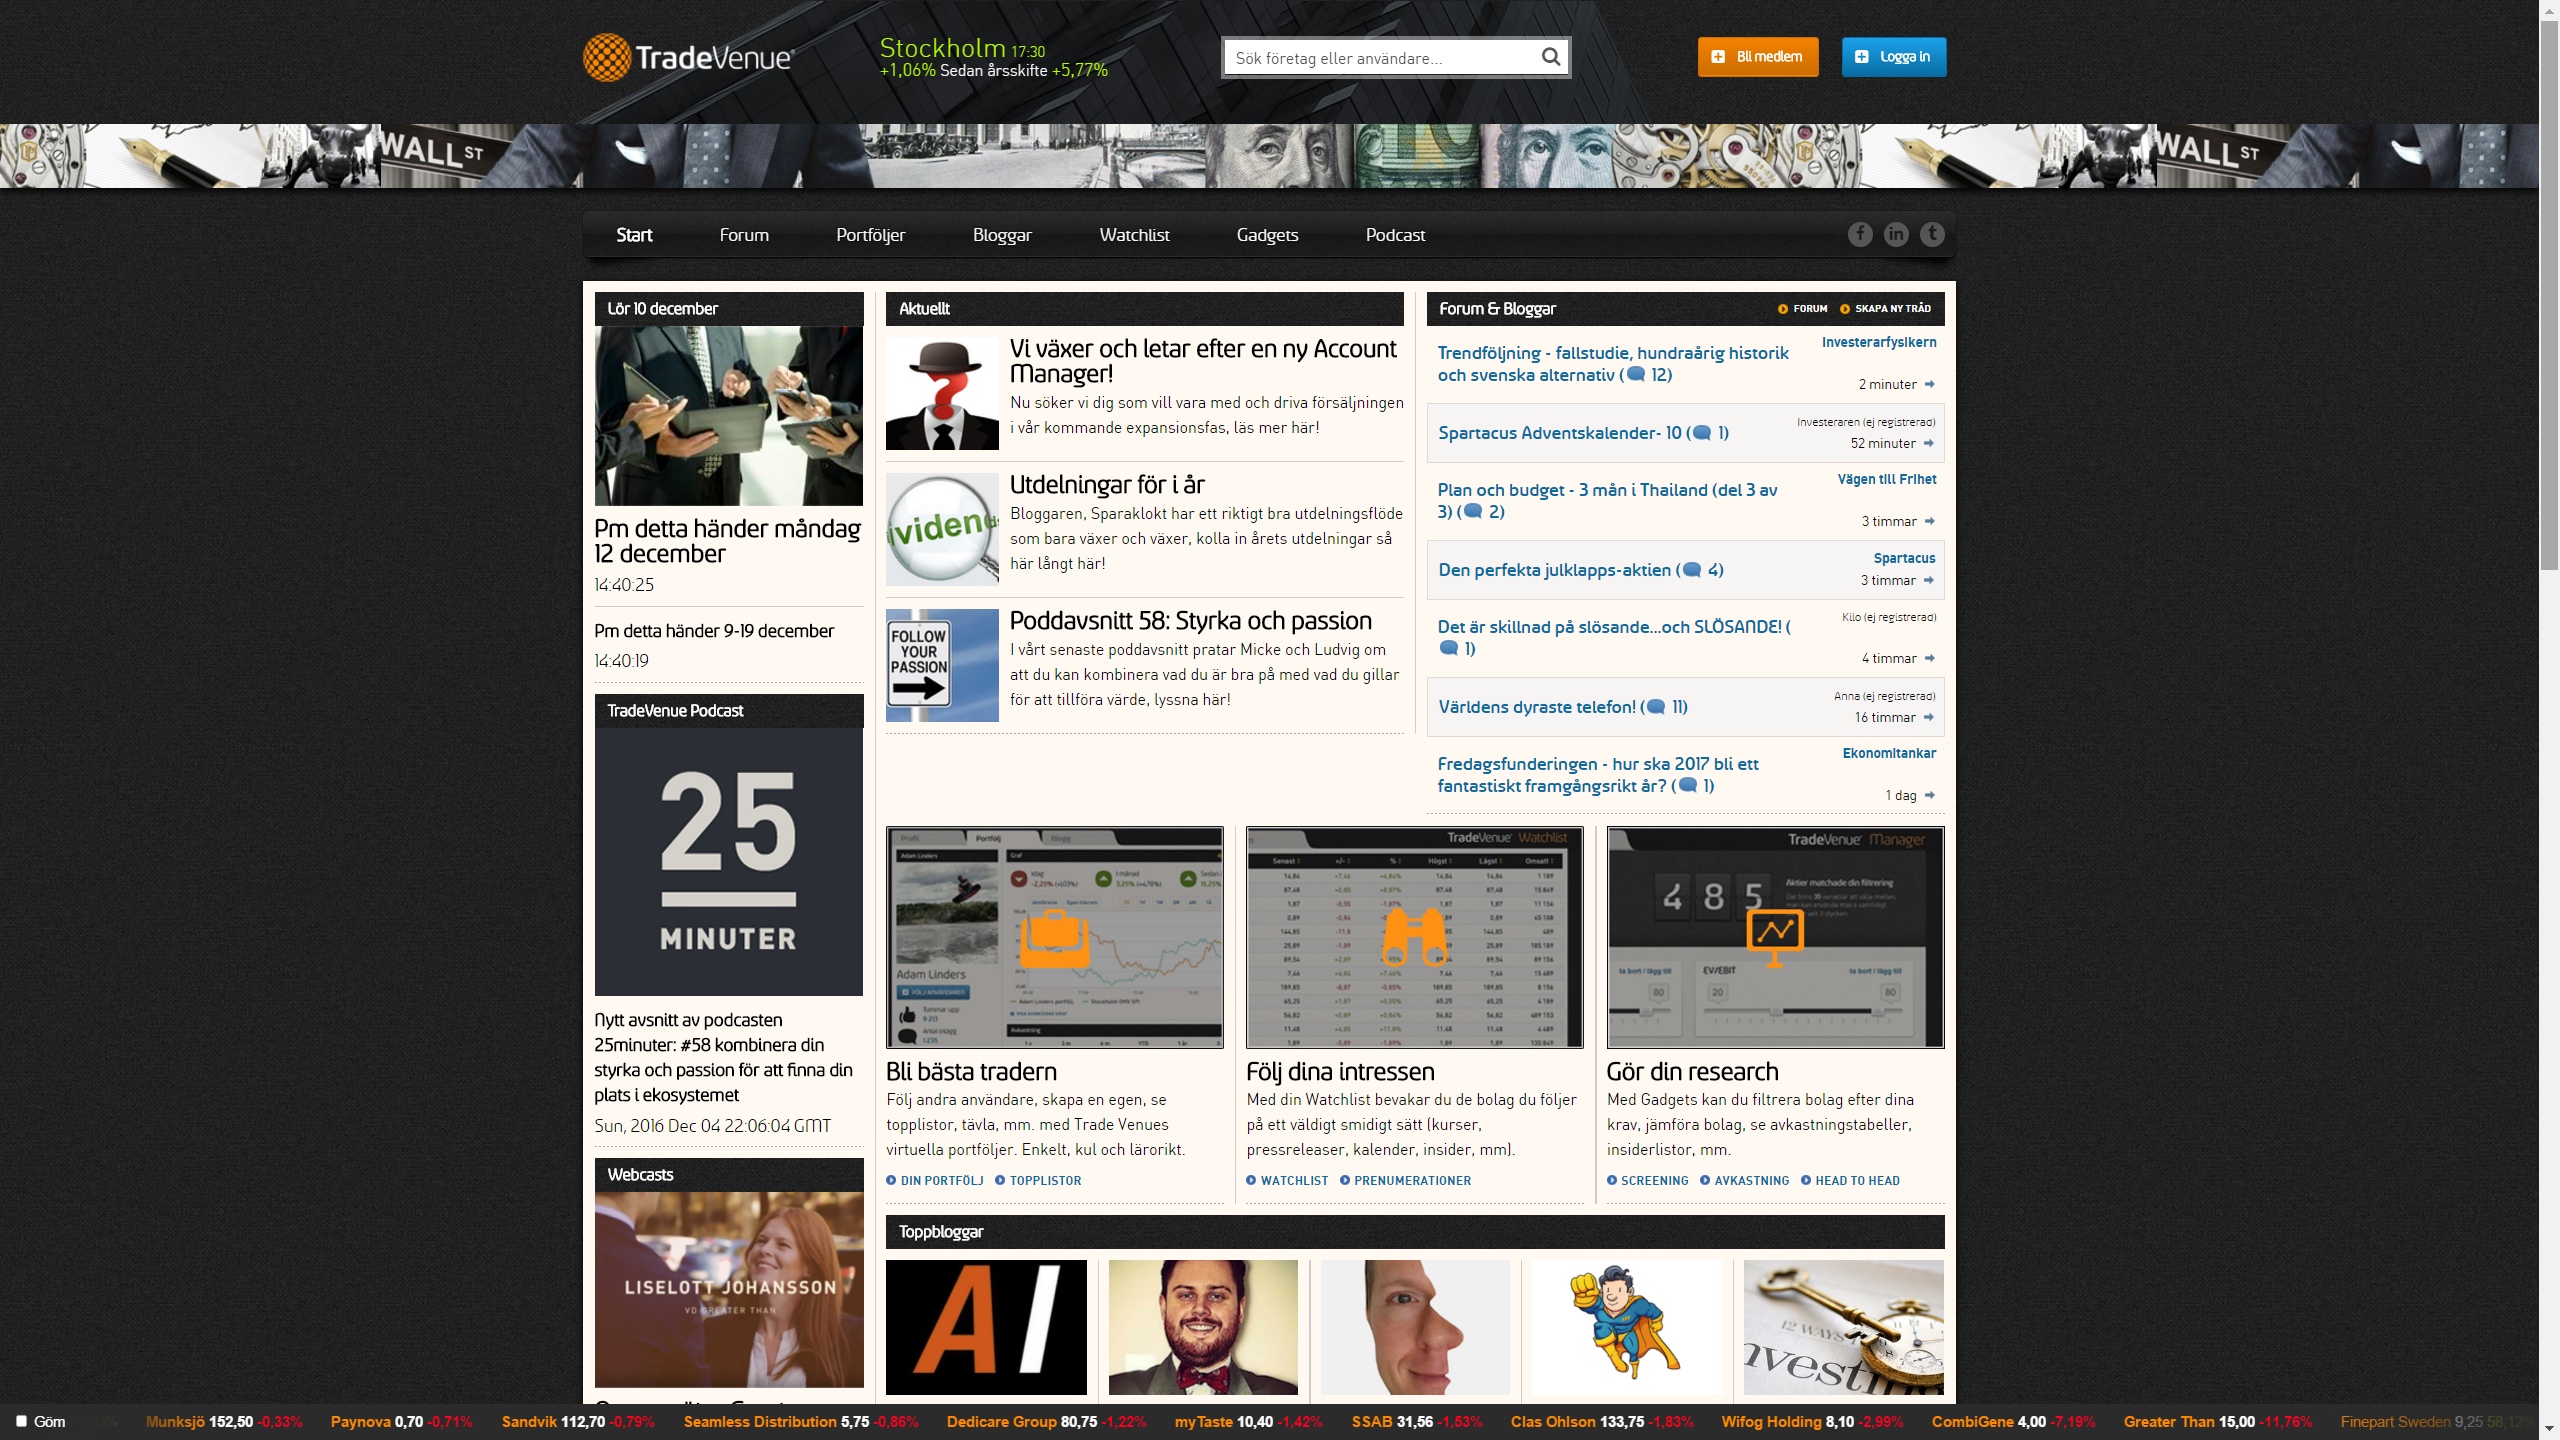 TradeVenue
Stockholm 17:30
+1,06% Sedan årsskifte +5,77%
Sök företag eller användare...
Bli medlem
Logga in
WALL ST
WALL ST
Start
Forum
Portföljer
Bloggar
Watchlist
Gadgets
Podcast
Lör 10 december
Pm detta händer måndag
12 december
14:40:25
Pm detta händer 9-19 december
14:40:19
TradeVenue Podcast
25
MINUTER
Nytt avsnitt av podcasten
25minuter: #58 kombinera din
styrka och passion för att finna din
plats i ekosystemet
Sun, 2016 Dec 04 22:06:04 GMT
Webcasts
LISELOTT JOHANSSON
VD GREATER THAN
Aktuellt
Vi växer och letar efter en ny Account
Manager!
Nu söker vi dig som vill vara med och driva försäljningen
i vår kommande expansionsfas, läs mer här!
Utdelningar för i år
Bloggaren, Sparaklokt har ett riktigt bra utdelningsflöde
som bara växer och växer, kolla in årets utdelningar så
här långt här!
FOLLOW
YOUR
PASSION
Poddavsnitt 58: Styrka och passion
I vårt senaste poddavsnitt pratar Micke och Ludvig om
att du kan kombinera vad du är bra på med vad du gillar
för att tillföra värde, lyssna här!
Forum & Bloggar
FORUM
SKAPA NY TRÅD
Trendföljning - fallstudie, hundraårig historik
och svenska alternativ ( 12)
Investerarfysikern
2 minuter
Spartacus Adventskalender- 10 ( 1)
Investeraren (ej registrerad)
52 minuter
Plan och budget - 3 mån i Thailand (del 3 av
3) ( 2)
Vägen till Frihet
3 timmar
Den perfekta julklapps-aktien ( 4)
Spartacus
3 timmar
Det är skillnad på slösande...och SLÖSANDE! (
1)
Kilo (ej registrerad)
4 timmar
Världens dyraste telefon! ( 11)
Anna (ej registrerad)
16 timmar
Fredagsfunderingen - hur ska 2017 bli ett
fantastiskt framgångsrikt år? ( 1)
Ekonomitankar
1 dag
Profil
Portfölj
Blogg
Adam Linders
Graf
Adam Linders
TradeVenue Watchlist
Senast
+/-
%
Högst
Lägst
Omsatt
TradeVenue Manager
485
Aktier matchade din filtrering
EV/EBIT
ta bort / lägg till
80
20
80
Bli bästa tradern
Följ andra användare, skapa en egen, se
topplistor, tävla, mm. med Trade Venues
virtuella portföljer. Enkelt, kul och lärorikt.
DIN PORTFÖLJ
TOPPLISTOR
Följ dina intressen
Med din Watchlist bevakar du de bolag du följer
på ett väldigt smidigt sätt (kurser,
pressreleaser, kalender, insider, mm).
WATCHLIST
PRENUMERATIONER
Gör din research
Med Gadgets kan du filtrera bolag efter dina
krav, jämföra bolag, se avkastningstabeller,
insiderlistor, mm.
SCREENING
AVKASTNING
HEAD TO HEAD
Toppbloggar
AI
12 WAYS
Göm
Munksjö 152,50 -0,33%
Paynova 0,70 -0,71%
Sandvik 112,70 -0,79%
Seamless Distribution 5,75 -0,86%
Dedicare Group 80,75 -1,22%
myTaste 10,40 -1,42%
SSAB 31,56 -1,53%
Clas Ohlson 133,75 -1,83%
Wifog Holding 8,10 -2,99%
CombiGene 4,00 -7,19%
Greater Than 15,00 -11,76%
Finepart Sweden 9,25